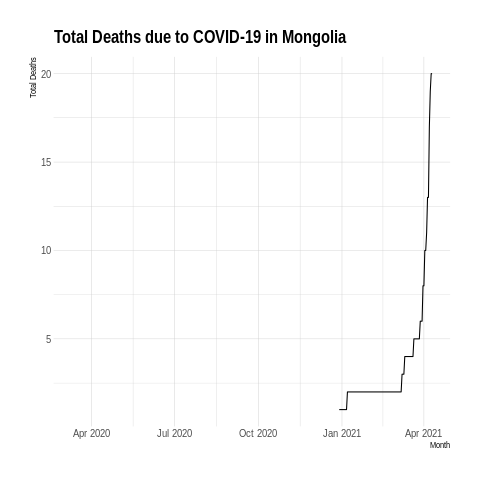 Total Deaths due to COVID-19 in Mongolia
Total Deaths
20
15
10
5
Apr 2020 Jul 2020 Oct 2020 Jan 2021 Apr 2021
Month